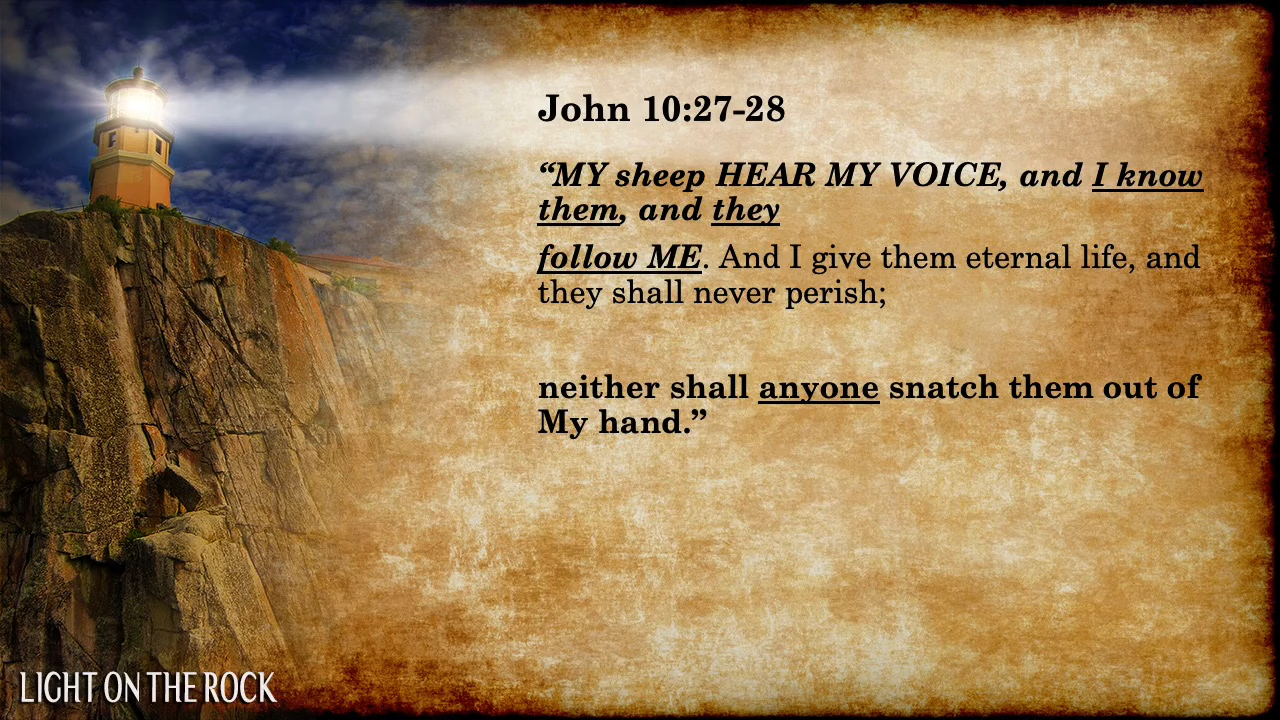 John 10:27-28
“MY sheep HEAR MY VOICE, and I know
them, and they
follow ME. And I give them eternal life, and
they shall never perish;
neither shall anyone snatch them out of
My hand.”
LIGHT ON THE ROCK